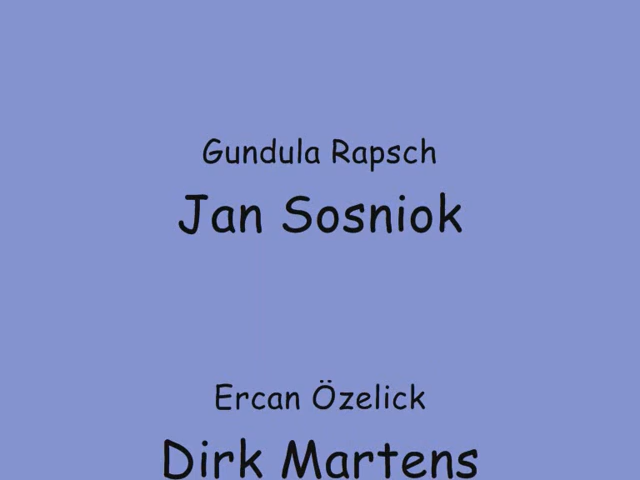 Gundula Rapsch
Jan Sosniok
Ercan Özelick
Dirk Martens